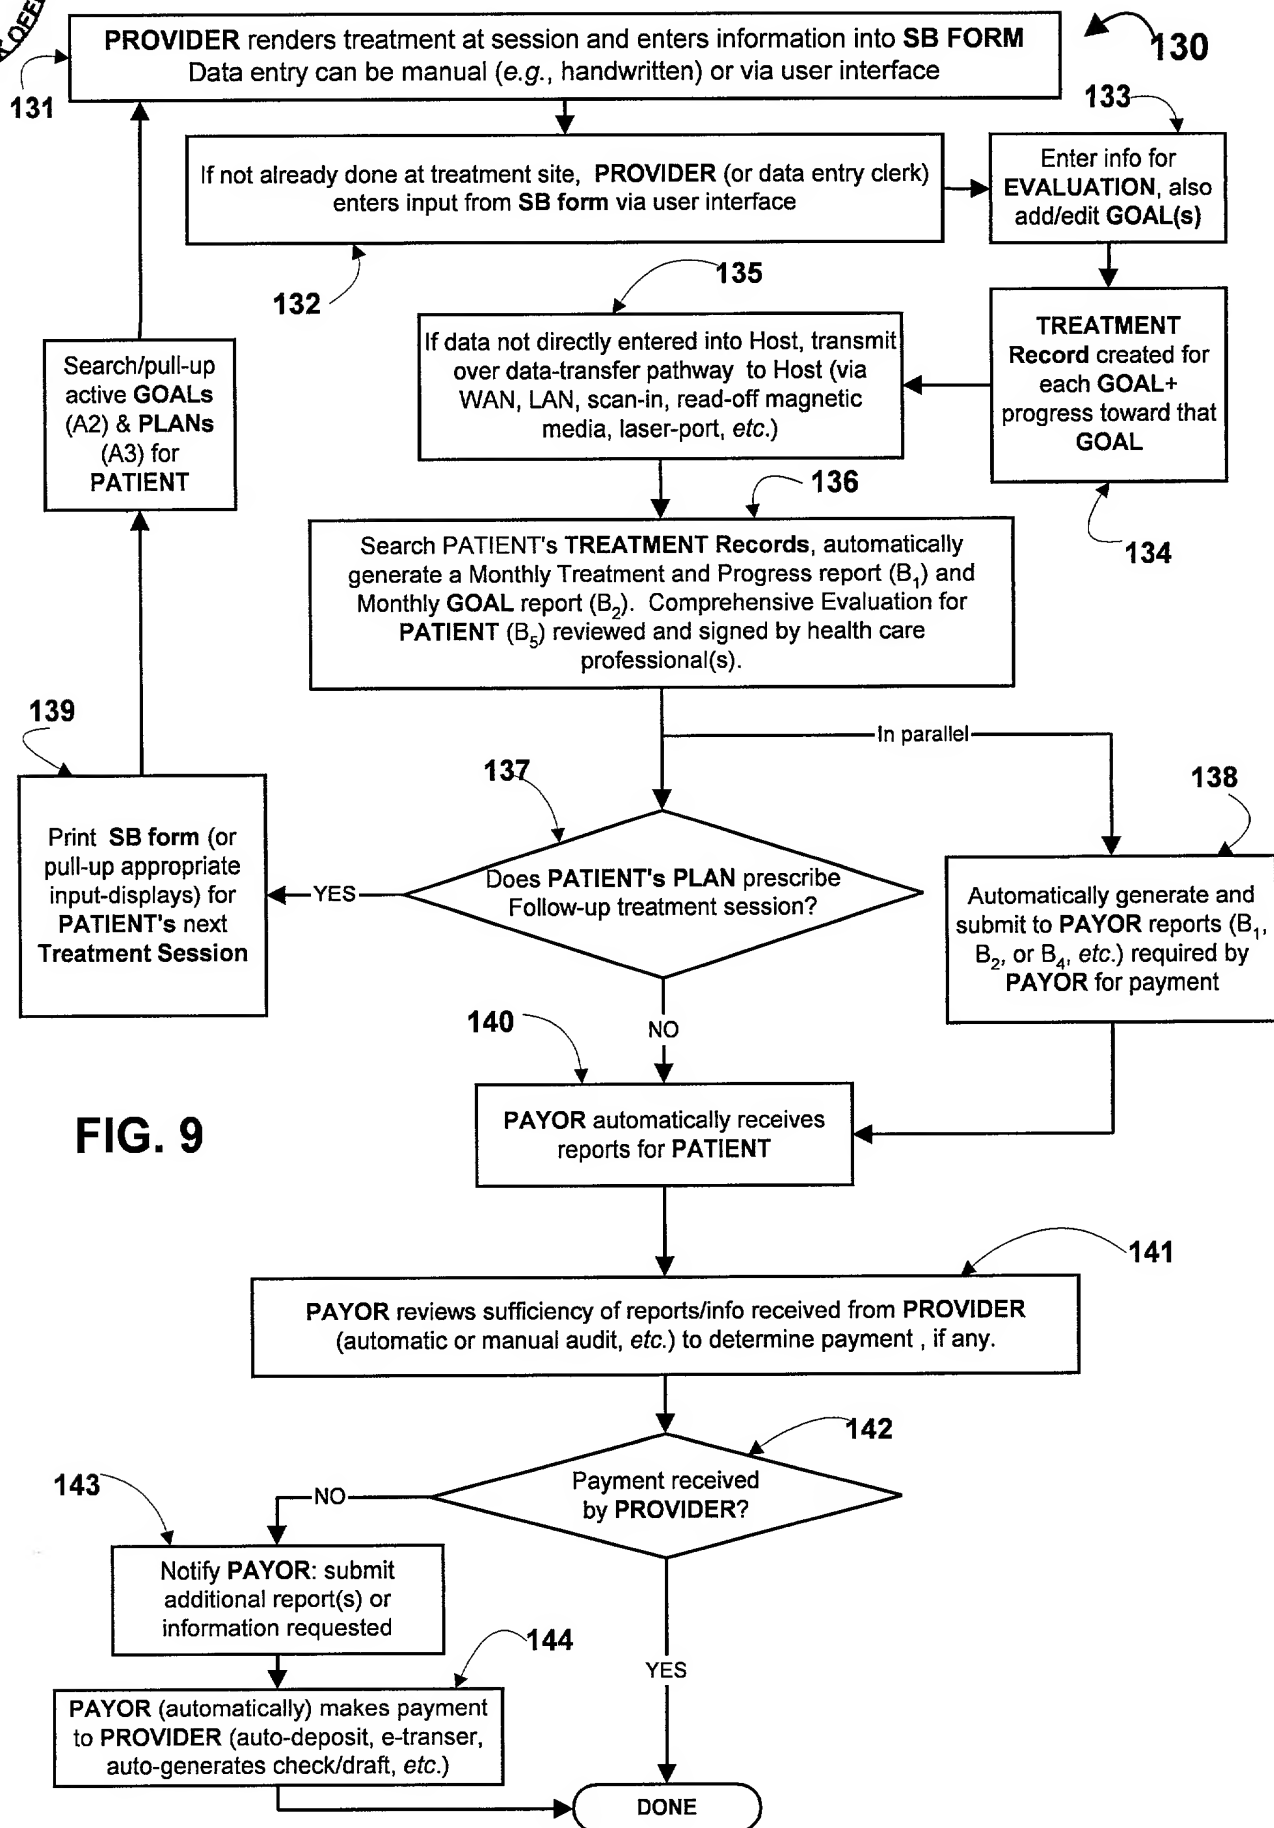 PROVIDER renders treatment at session and enters information into SB FORM
Data entry can be manual (e.g., handwritten) or via user interface
130
131
133
If not already done at treatment site, PROVIDER (or data entry clerk)
enters input from SB form via user interface
132
Enter info for
EVALUATION, also
add/edit GOAL(s)
135
If data not directly entered into Host, transmit
over data-transfer pathway to Host (via
WAN, LAN, scan-in, read-off magnetic
media, laser-port, etc.)
TREATMENT
Record created for
each GOAL+
progress toward that
GOAL
134
Search/pull-up
active GOALs
(A2) & PLANs
(A3) for
PATIENT
136
Search PATIENT's TREATMENT Records, automatically
generate a Monthly Treatment and Progress report (B1) and
Monthly GOAL report (B2). Comprehensive Evaluation for
PATIENT (B5) reviewed and signed by health care
professional(s).
In parallel
139
Print SB form (or
pull-up appropriate
input-displays) for
PATIENT's next
Treatment Session
YES
137
Does PATIENT's PLAN prescribe
Follow-up treatment session?
NO
138
Automatically generate and
submit to PAYOR reports (B1,
B2, or B4, etc.) required by
PAYOR for payment
140
PAYOR automatically receives
reports for PATIENT
FIG. 9
141
PAYOR reviews sufficiency of reports/info received from PROVIDER
(automatic or manual audit, etc.) to determine payment , if any.
142
Payment received
by PROVIDER?
NO
143
Notify PAYOR: submit
additional report(s) or
information requested
144
PAYOR (automatically) makes payment
to PROVIDER (auto-deposit, e-transer,
auto-generates check/draft, etc.)
YES
DONE